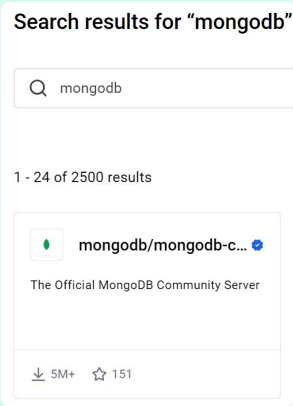 Search results for “mongodb”
mongodb
1 - 24 of 2500 results
mongodb/mongodb-c...
The Official MongoDB Community Server
5M+ 151